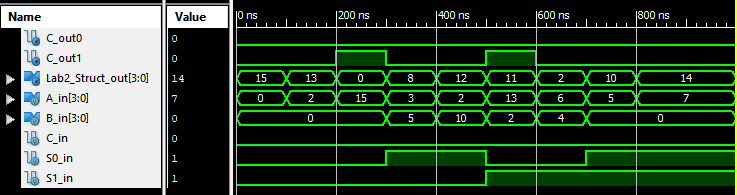 Name Value 0 ns 200 ns 400 ns 600 ns 800 ns
C_out0 0
C_out1 0
Lab2_Struct_out[3:0] 14 15 13 0 8 12 11 2 10 14
A_in[3:0] 7 0 2 15 3 2 13 6 5 7
B_in[3:0] 0 0 5 10 2 4 0
C_in 0
S0_in 1
S1_in 1